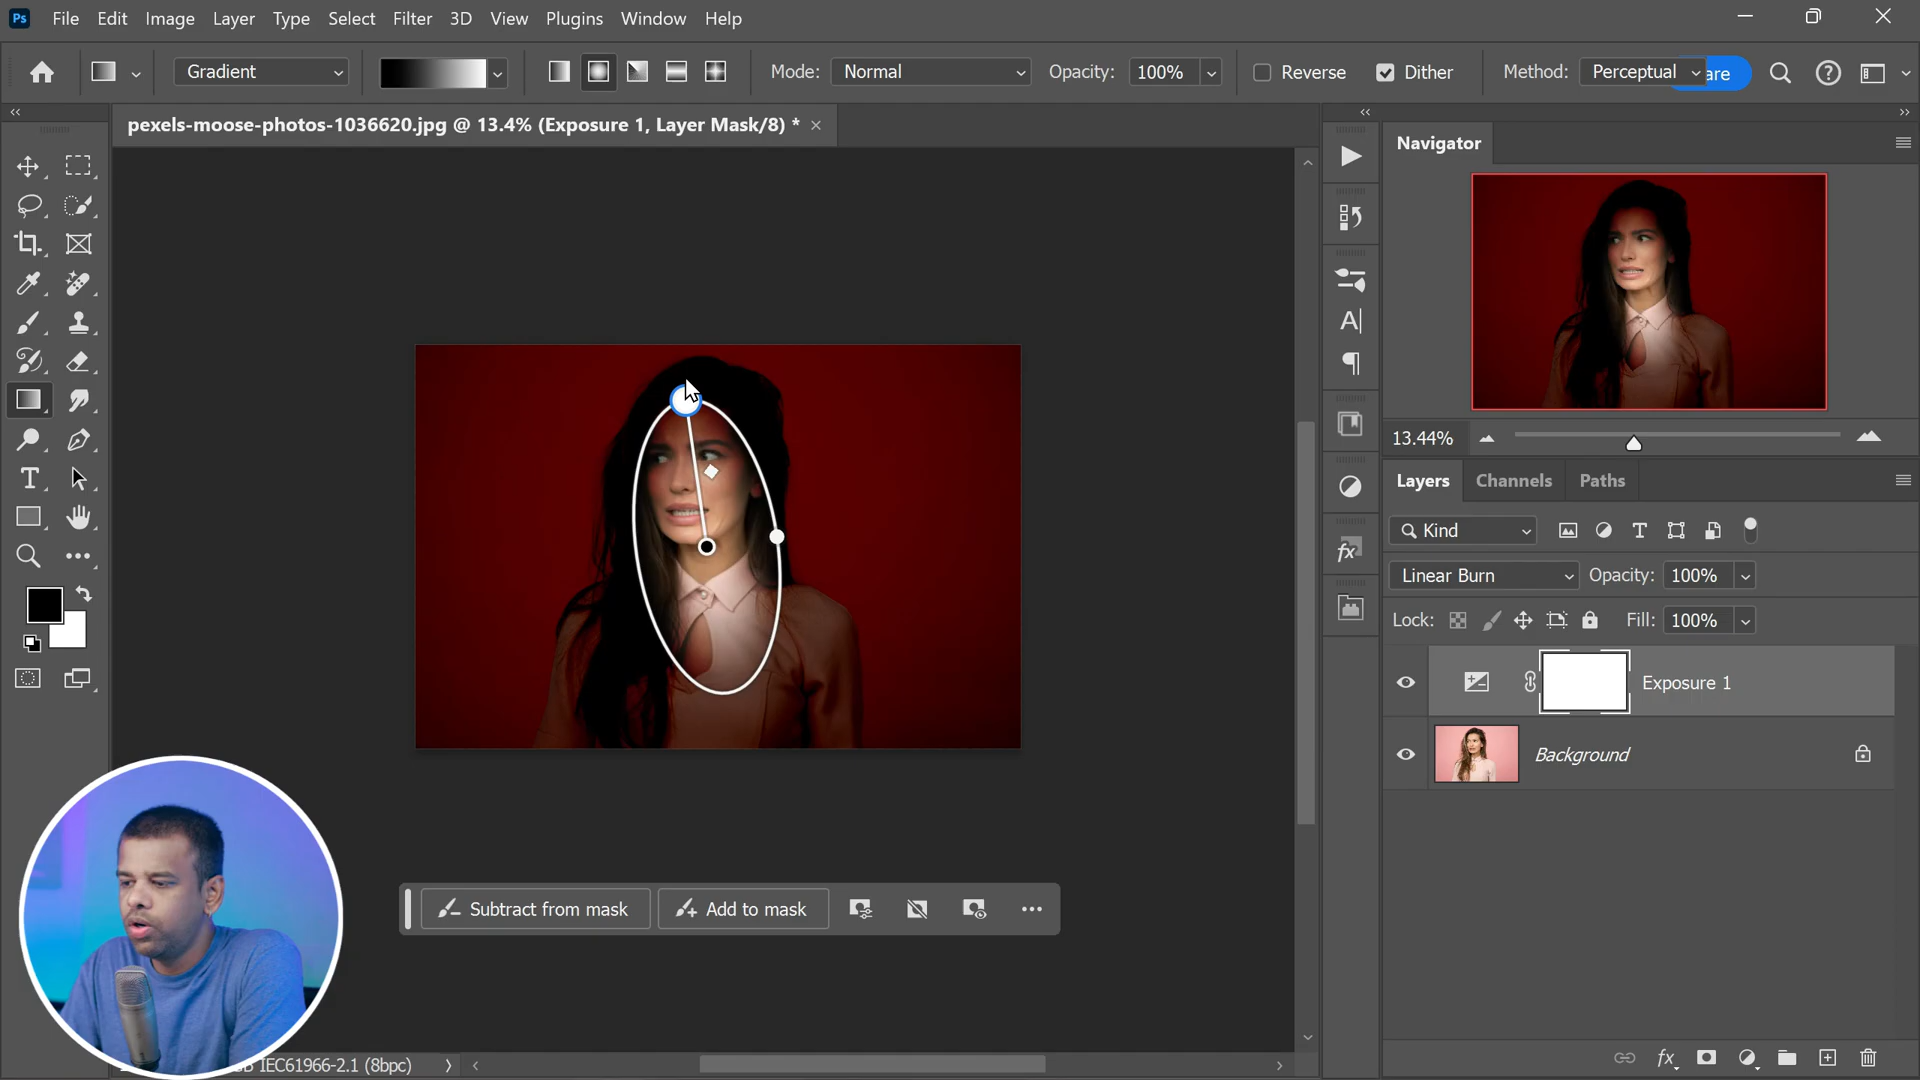 Ps File Edit Image Layer Type Select Filter 3D View Plugins Window Help
Gradient Mode: Normal Opacity: 100% Reverse Dither Method: Perceptual are
pexels-moose-photos-1036620.jpg @ 13.4% (Exposure 1, Layer Mask/8) *
Navigator
13.44%
Layers Channels Paths
Kind
Linear Burn Opacity: 100%
Lock: Fill: 100%
Exposure 1
Background
Subtract from mask Add to mask
IEC61966-2.1 (8bpc)
fx